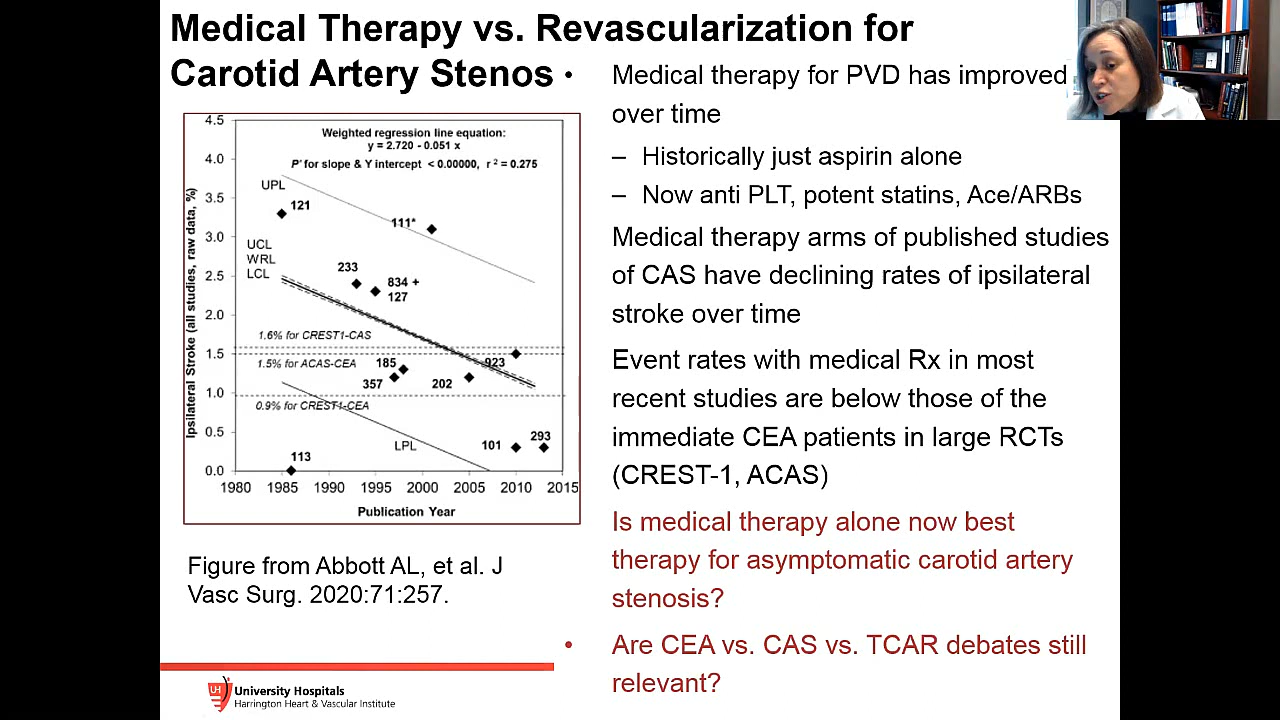 Medical Therapy vs. Revascularization for
Carotid Artery Stenos
• Medical therapy for PVD has improved
over time
– Historically just aspirin alone
– Now anti PLT, potent statins, Ace/ARBs
Medical therapy arms of published studies
of CAS have declining rates of ipsilateral
stroke over time
Event rates with medical Rx in most
recent studies are below those of the
immediate CEA patients in large RCTs
(CREST-1, ACAS)
Is medical therapy alone now best
therapy for asymptomatic carotid artery
stenosis?
• Are CEA vs. CAS vs. TCAR debates still
relevant?
Weighted regression line equation:
y = 2.720 - 0.051 x
P' for slope & Y intercept < 0.00000, r 2 = 0.275
Ipsilateral Stroke (all studies, raw data, %)
4.5
4.0
3.5
3.0
2.5
2.0
1.5
1.0
0.5
0.0
UPL
121
111*
UCL
WRL
LCL
233
834 +
127
1.6% for CREST1-CAS
1.5% for ACAS-CEA
185
923
357
202
0.9% for CREST1-CEA
LPL
101
293
113
1980 1985 1990 1995 2000 2005 2010 2015
Publication Year
Figure from Abbott AL, et al. J
Vasc Surg. 2020:71:257.
UH
University Hospitals
Harrington Heart & Vascular Institute